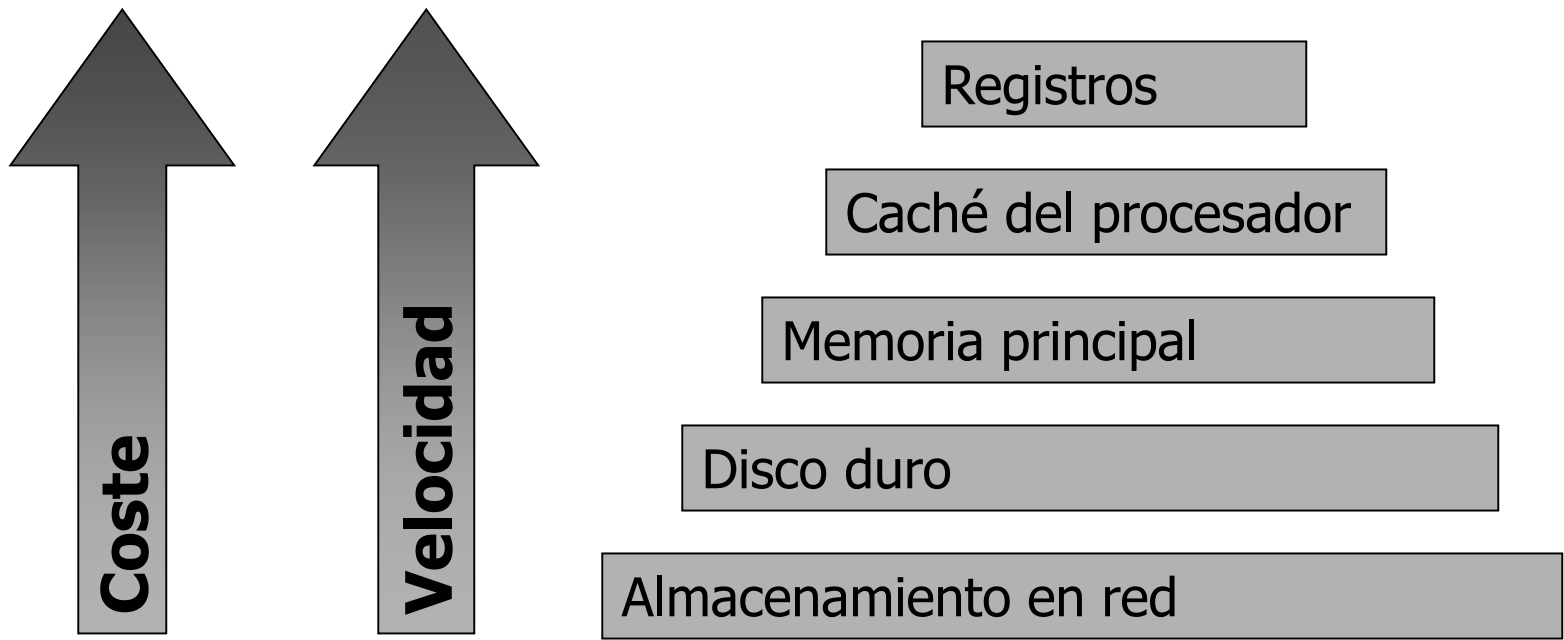 Coste
Velocidad
Registros
Caché del procesador
Memoria principal
Disco duro
Almacenamiento en red